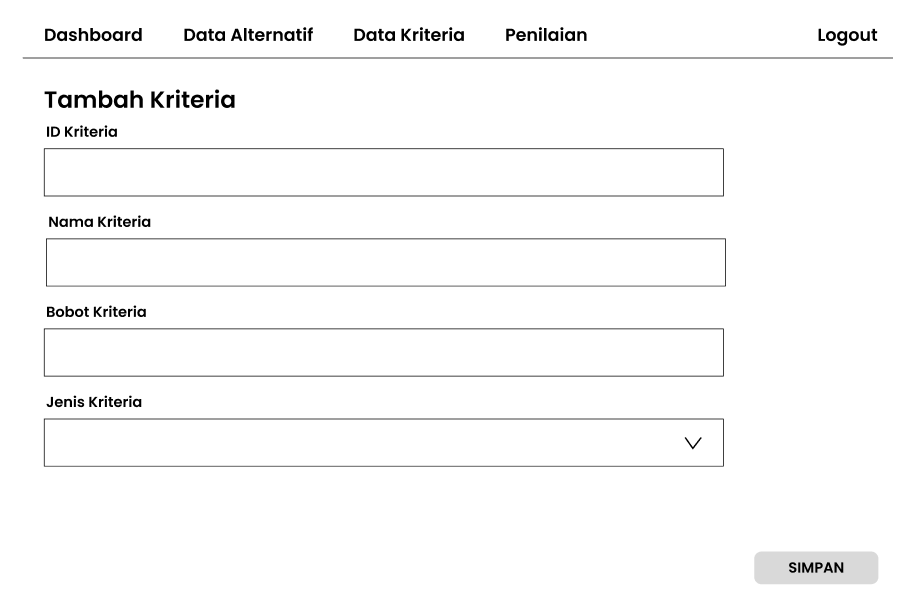 Dashboard Data Alternatif Data Kriteria Penilaian Logout
Tambah Kriteria
ID Kriteria
Nama Kriteria
Bobot Kriteria
Jenis Kriteria
SIMPAN